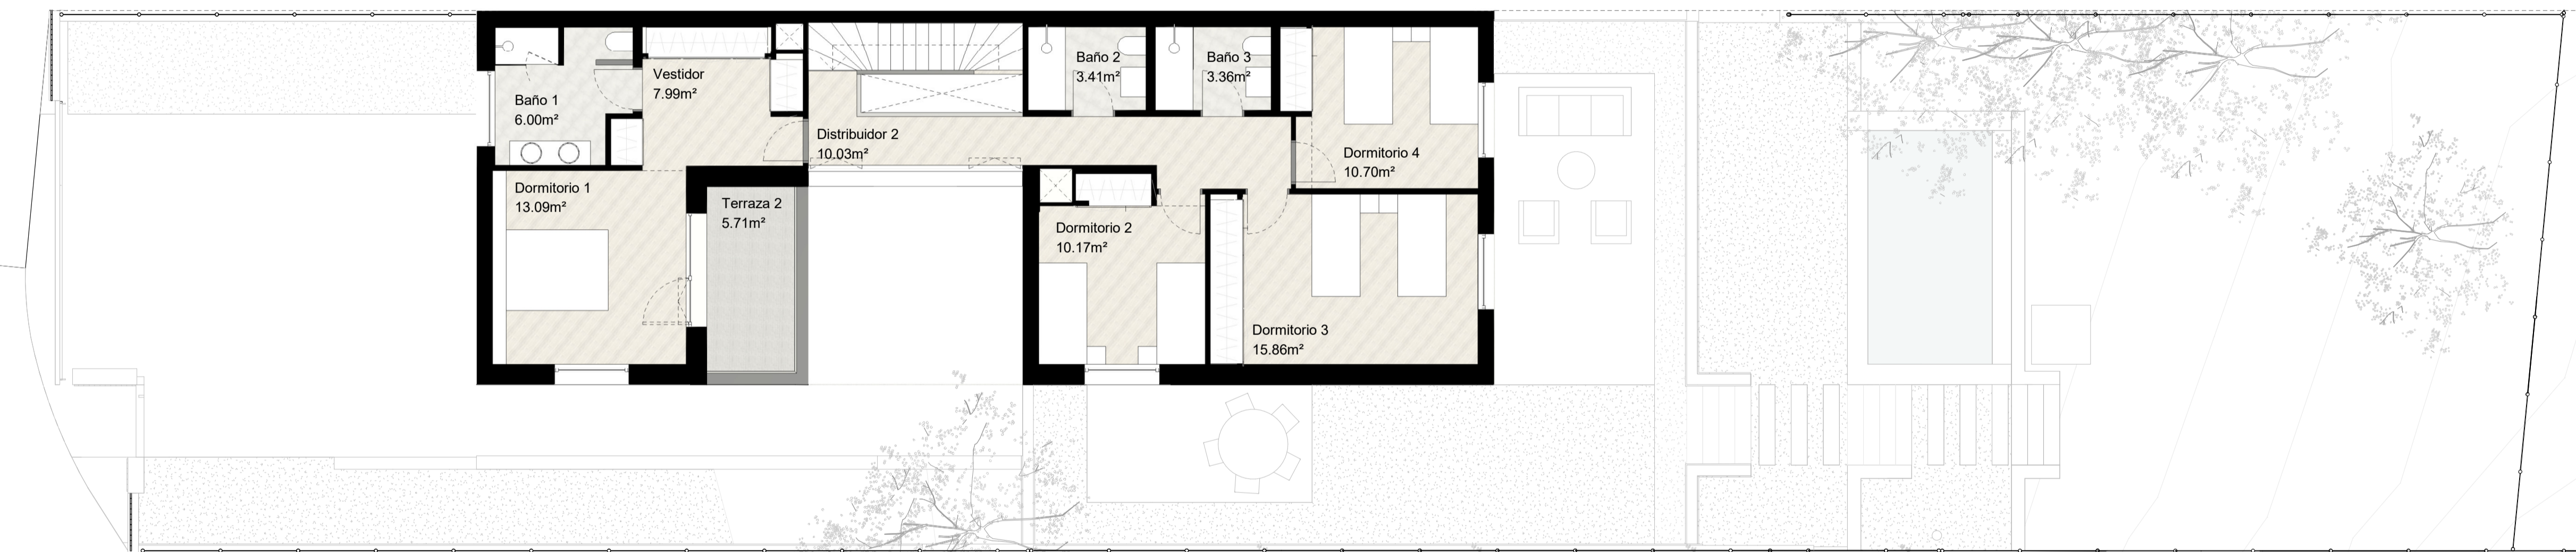 Baño 1
6.00m²
Vestidor
7.99m²
Distribuidor 2
10.03m²
Baño 2
3.41m²
Baño 3
3.36m²
Dormitorio 4
10.70m²
Dormitorio 1
13.09m²
Terraza 2
5.71m²
Dormitorio 2
10.17m²
Dormitorio 3
15.86m²